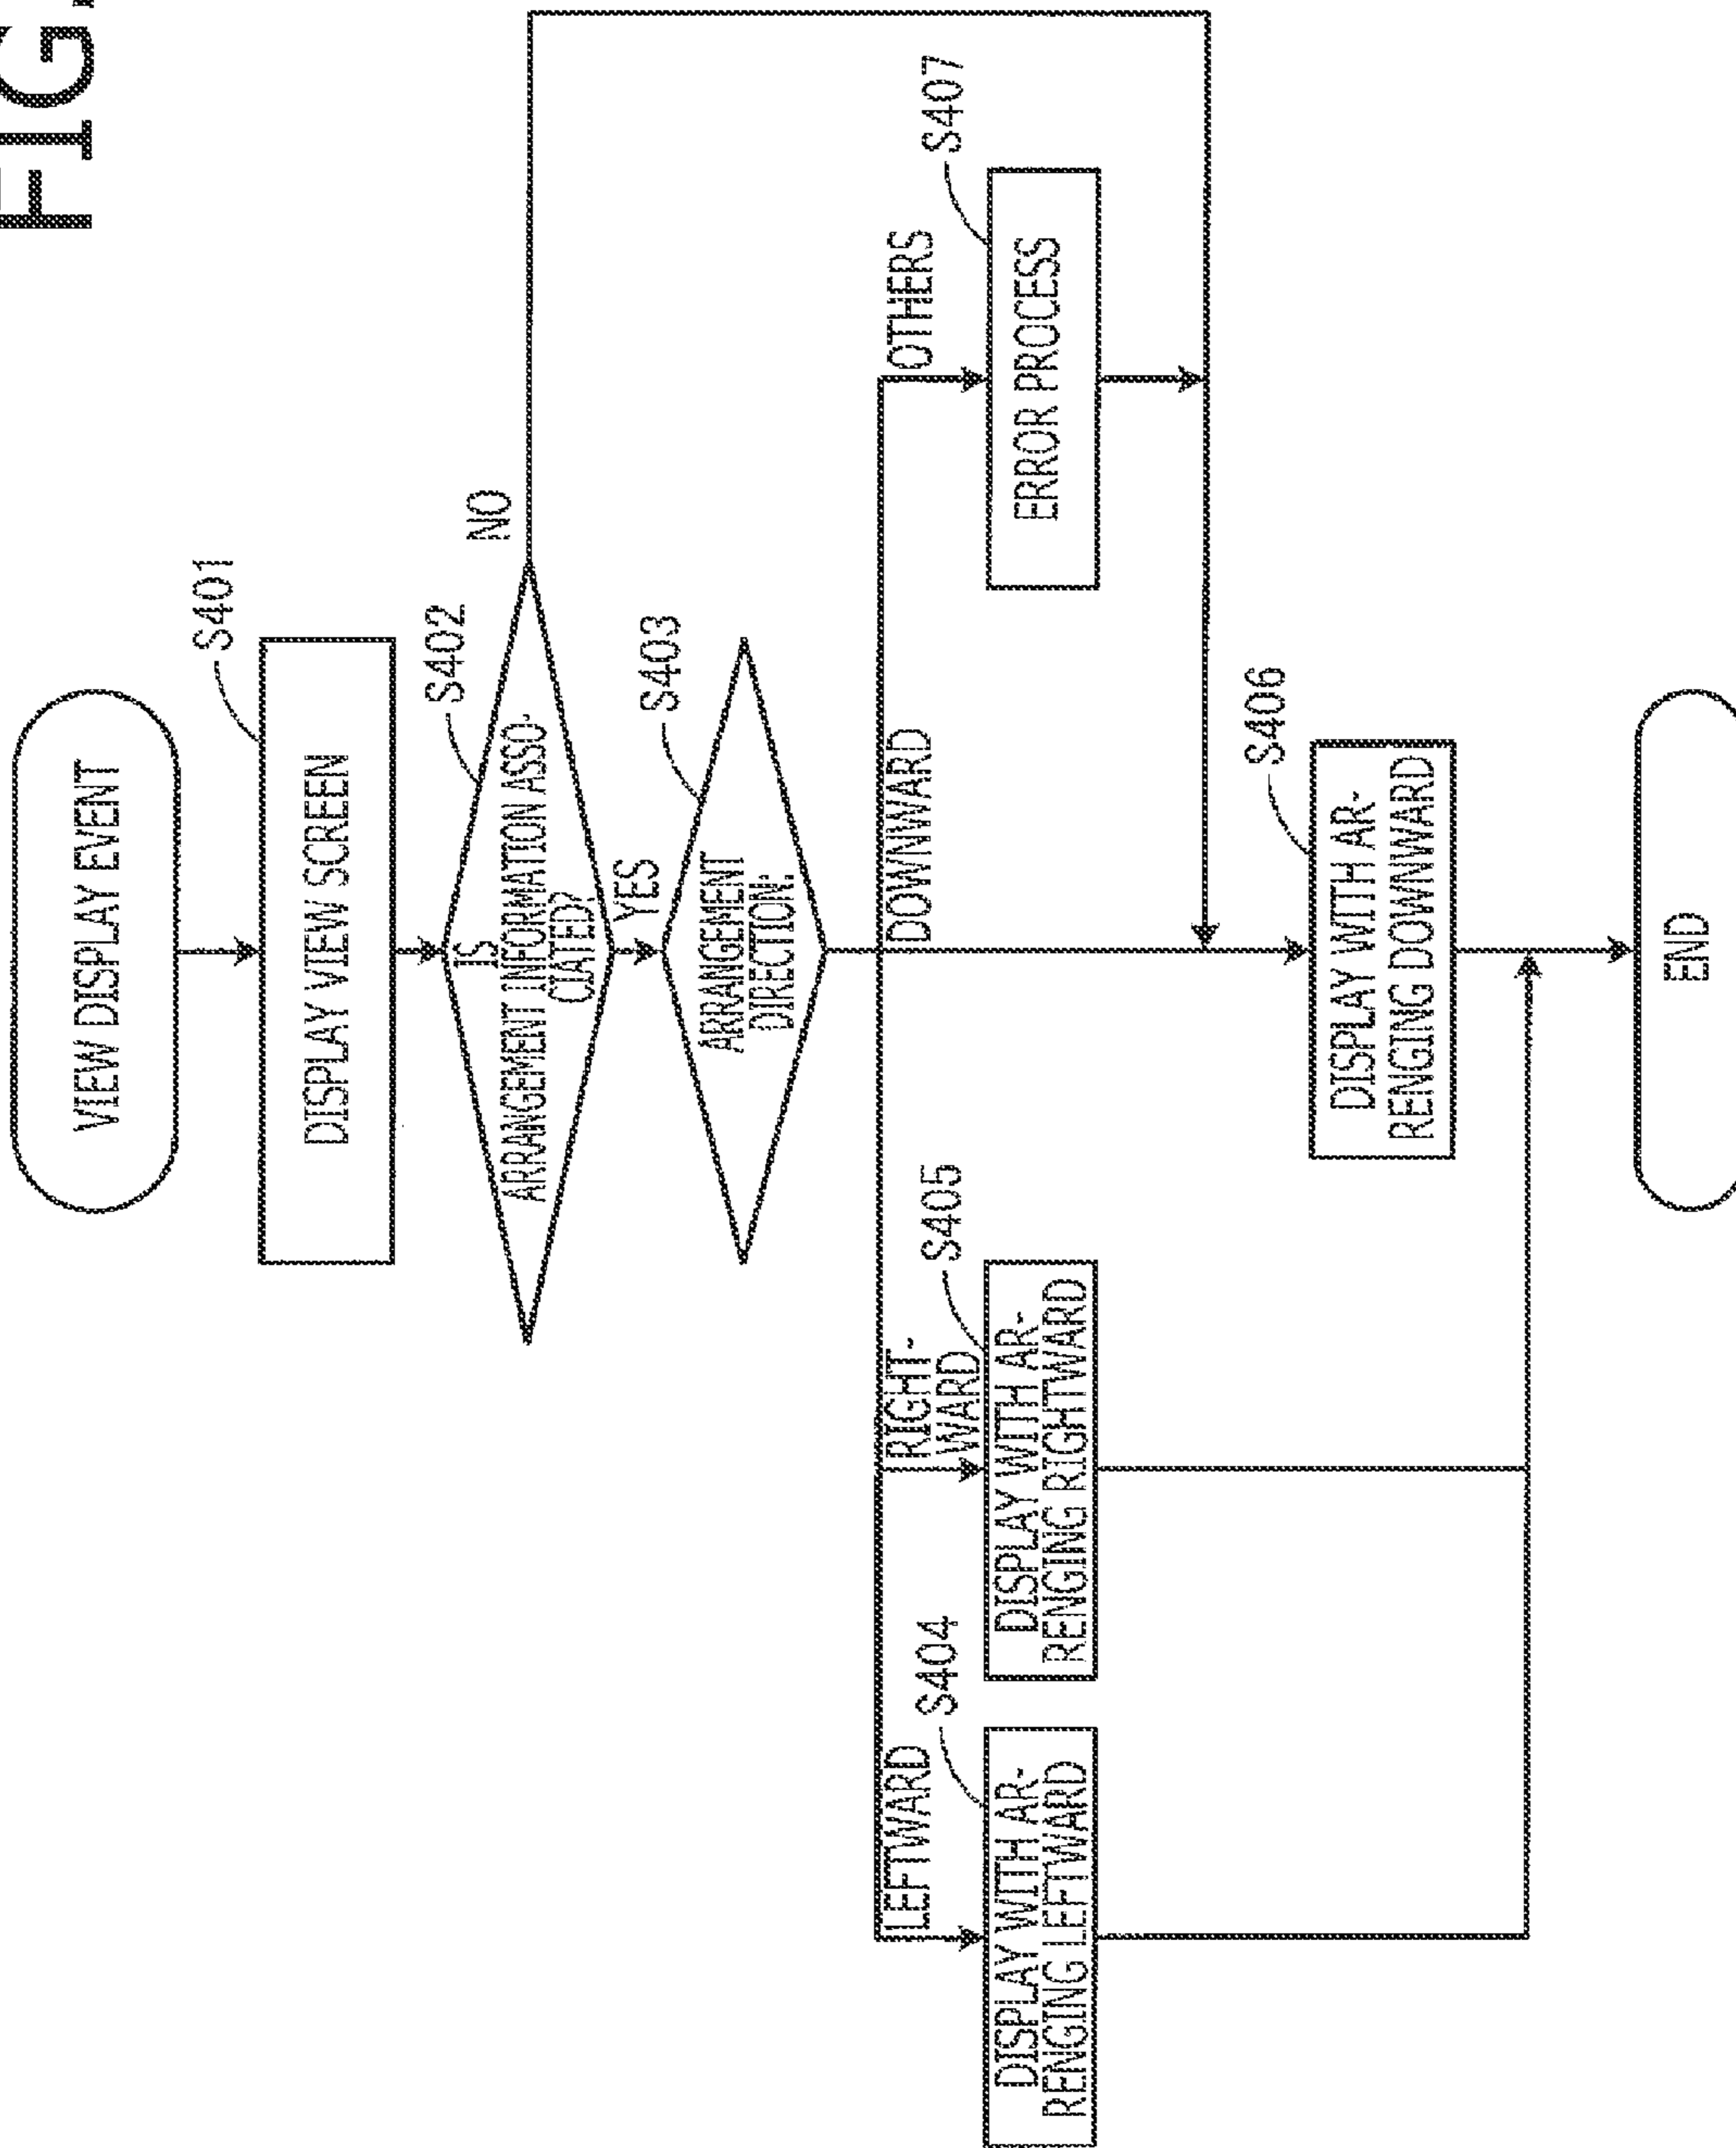 FIG.
VIEW DISPLAY EVENT
S401
DISPLAY VIEW SCREEN
S402
IS
ARRANGEMENT INFORMATION ASSO-
CIATED?
NO
YES
S403
ARRANGEMENT
DIRECTION:
LEFTWARD
RIGHT-
WARD
DOWNWARD
OTHERS
S404
DISPLAY WITH AR-
RENGING LEFTWARD
S405
DISPLAY WITH AR-
RENGING RIGHTWARD
S407
ERROR PROCESS
S406
DISPLAY WITH AR-
RENGING DOWNWARD
END